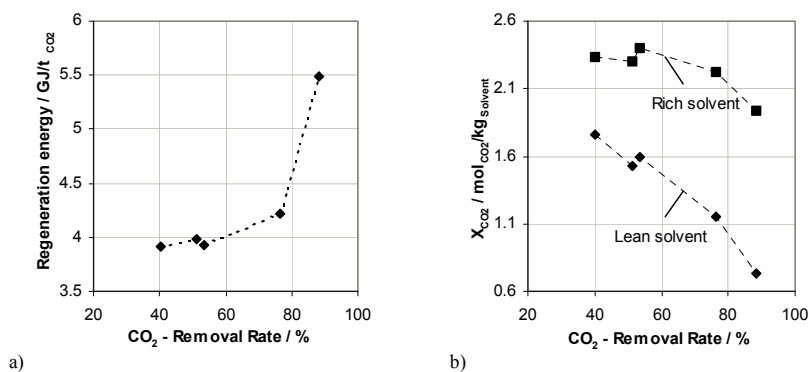 Regeneration energy / GJ/t CO2
5.5
5
4.5
4
3.5
20 40 60 80 100
CO2 - Removal Rate / %
a)
XCO2 / molCO2/kgSolvent
2.6
2.1
1.6
1.1
0.6
Rich solvent
Lean solvent
20 40 60 80 100
CO2 - Removal Rate / %
b)